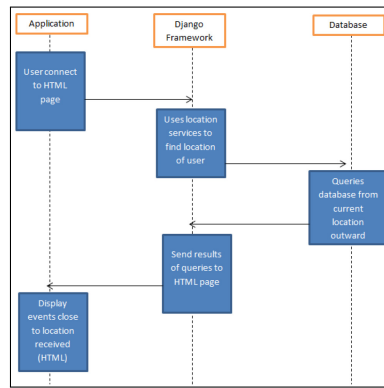 Application
Django
Framework
Database
User connect
to HTML
page
Uses location
services to
find location
of user
Queries
database from
current
location
outward
Send results
of queries to
HTML page
Display
events close
to location
received
(HTML)